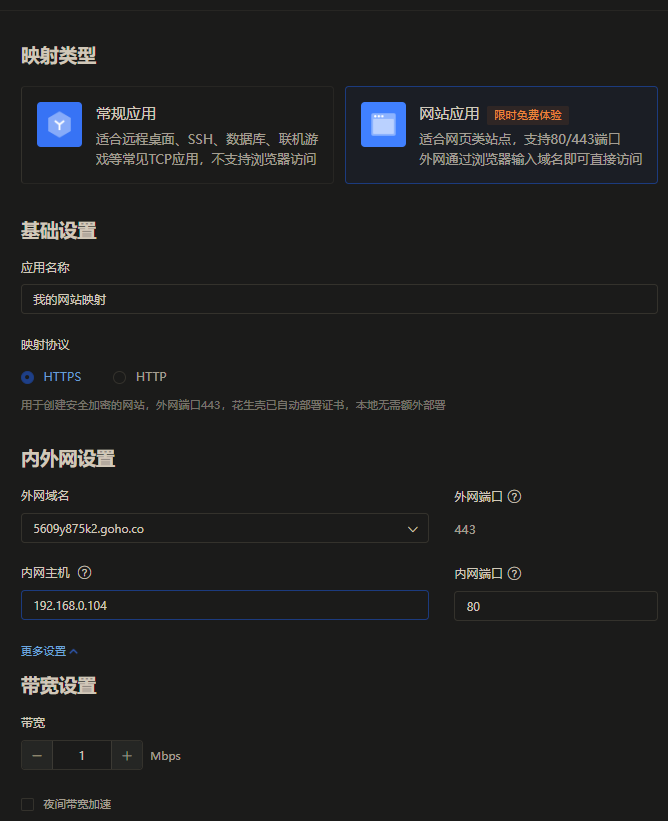 映射类型
常规应用
适合远程桌面、SSH、数据库、联机游
戏等常见TCP应用，不支持浏览器访问
网站应用 限时免费体验
适合网页类站点，支持80/443端口
外网通过浏览器输入域名即可直接访问
基础设置
应用名称
我的网站映射
映射协议
HTTPS HTTP
用于创建安全加密的网站，外网端口443，花生壳已自动部署证书，本地无需额外部署
内外网设置
外网域名 外网端口 ?
5609y875k2.goho.co 443
内网主机 ? 内网端口 ?
192.168.0.104 80
更多设置
带宽设置
带宽
− 1 + Mbps
夜间带宽加速